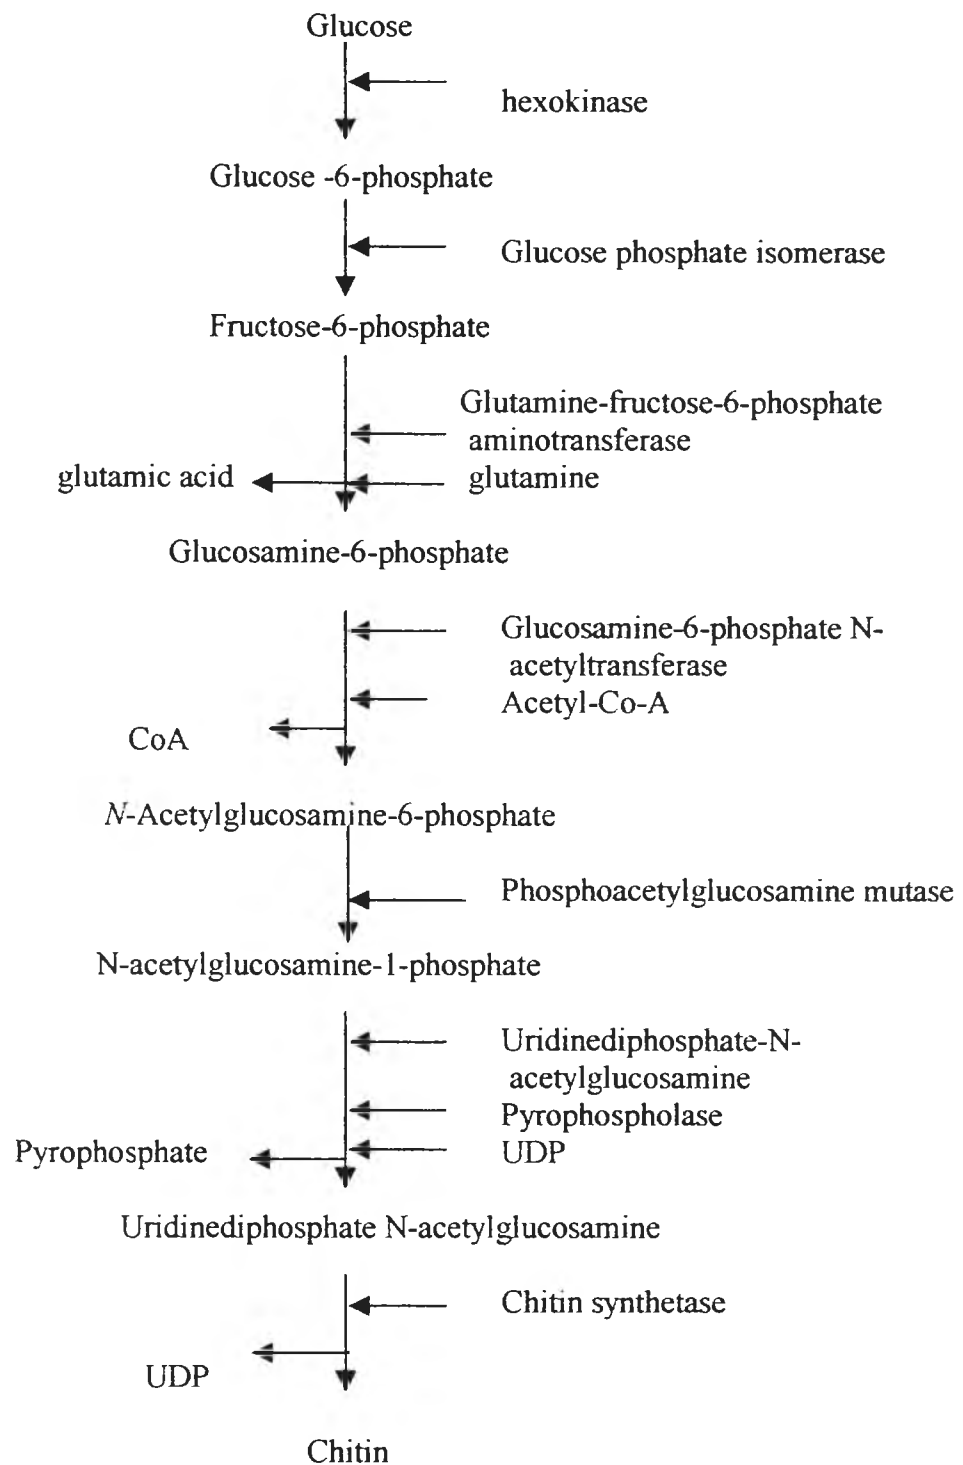 Glucose
hexokinase
Glucose -6-phosphate
Glucose phosphate isomerase
Fructose-6-phosphate
Glutamine-fructose-6-phosphate
aminotransferase
glutamic acid
glutamine
Glucosamine-6-phosphate
Glucosamine-6-phosphate N-
acetyltransferase
Acetyl-Co-A
CoA
N-Acetylglucosamine-6-phosphate
Phosphoacetylglucosamine mutase
N-acetylglucosamine-1-phosphate
Uridinediphosphate-N-
acetylglucosamine
Pyrophospholase
Pyrophosphate
UDP
Uridinediphosphate N-acetylglucosamine
Chitin synthetase
UDP
Chitin